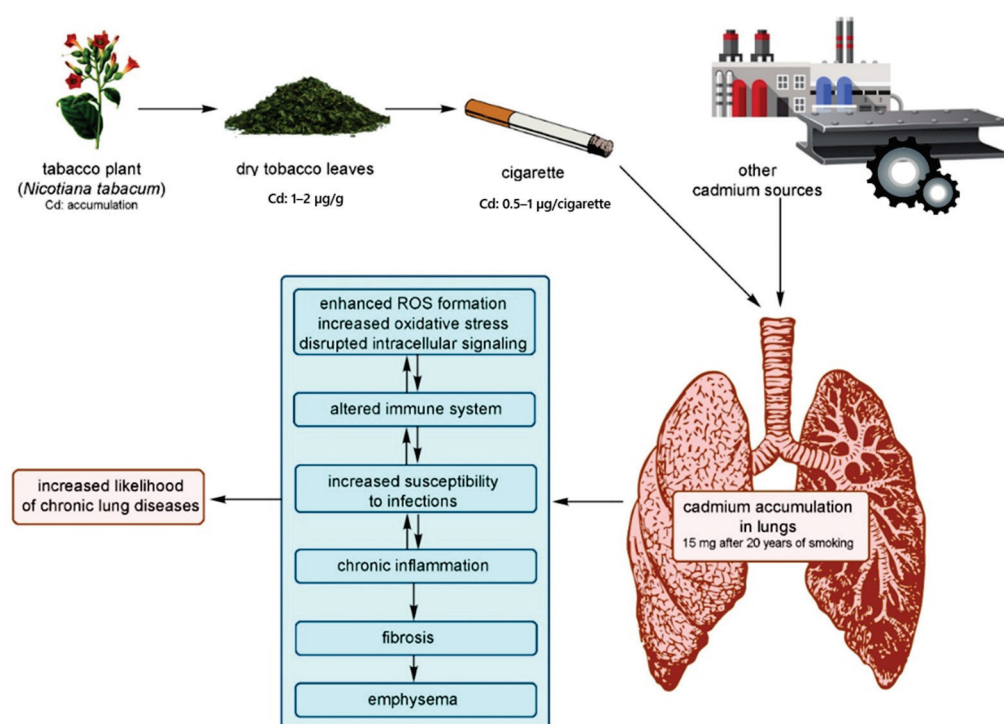 tabacco plant
(Nicotiana tabacum)
Cd: accumulation
dry tobacco leaves
Cd: 1–2 µg/g
cigarette
Cd: 0.5–1 µg/cigarette
other
cadmium sources
enhanced ROS formation
increased oxidative stress
disrupted intracellular signaling
altered immune system
increased susceptibility
to infections
chronic inflammation
fibrosis
emphysema
increased likelihood
of chronic lung diseases
cadmium accumulation
in lungs
15 mg after 20 years of smoking